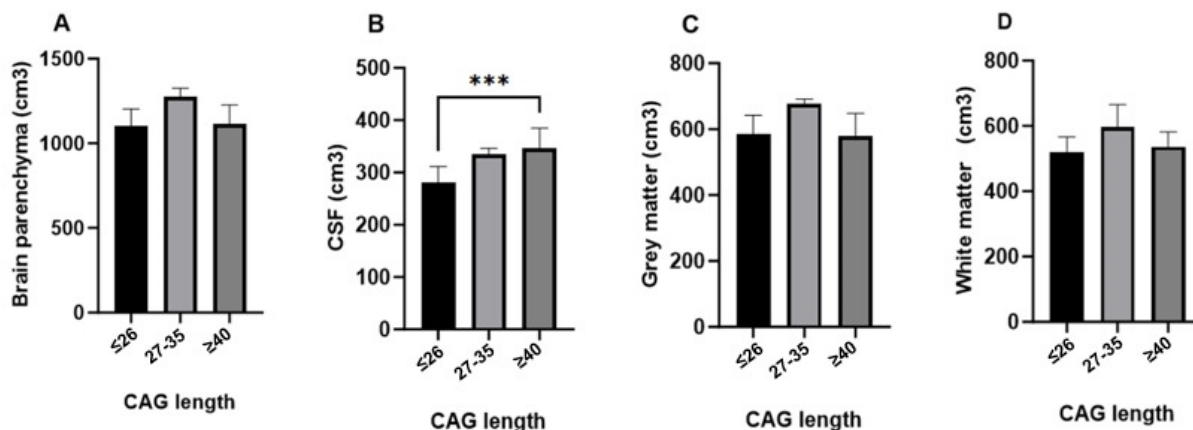 A
Brain parenchyma (cm3)
1500
1000
500
0
≤26
27-35
≥40
CAG length
B
CSF (cm3)
500
400
300
200
100
0
***
≤26
27-35
≥40
CAG length
C
Grey matter (cm3)
800
600
400
200
0
≤26
27-35
≥40
CAG length
D
White matter (cm3)
800
600
400
200
0
≤26
27-35
≥40
CAG length